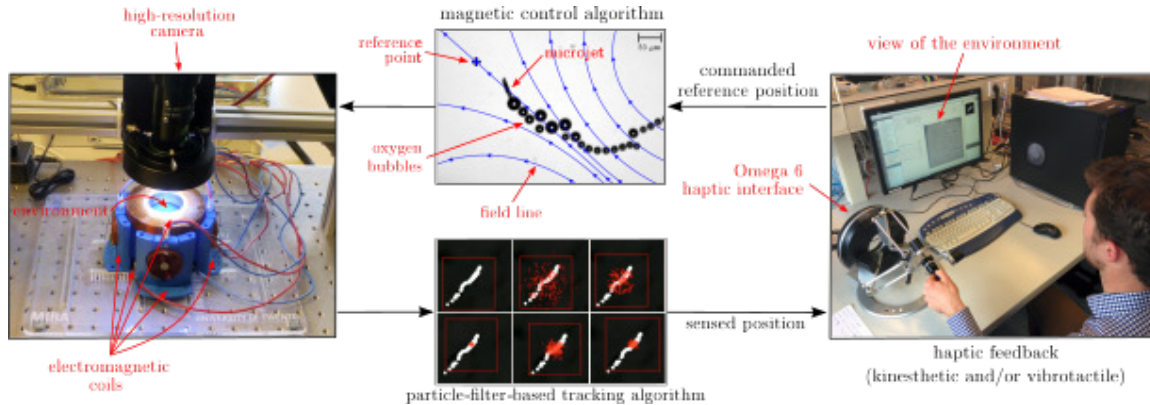 high-resolution
camera
magnetic control algorithm
reference
point
microjet
view of the environment
commanded
reference position
oxygen
bubbles
field line
Omega 6
haptic interface
environment
MIRA
electromagnetic
coils
sensed position
haptic feedback
(kinesthetic and/or vibrotactile)
particle-filter-based tracking algorithm